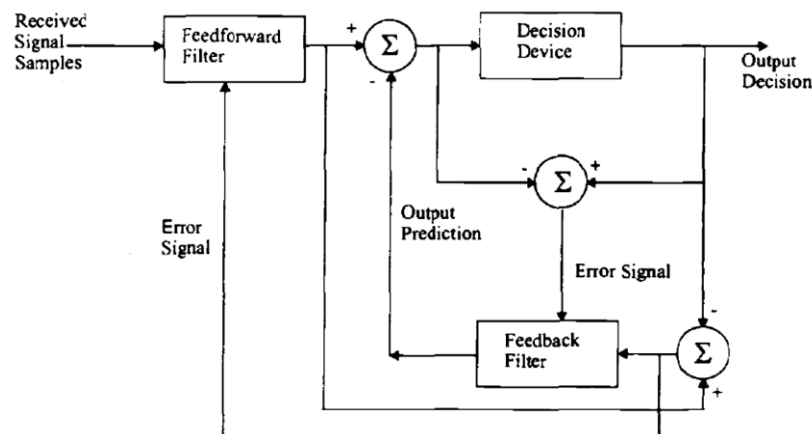 Received
Signal
Samples
Feedforward
Filter
+
Σ
-
Decision
Device
Output
Decision
-
Σ
+
Error
Signal
Output
Prediction
Error Signal
Feedback
Filter
-
Σ
+